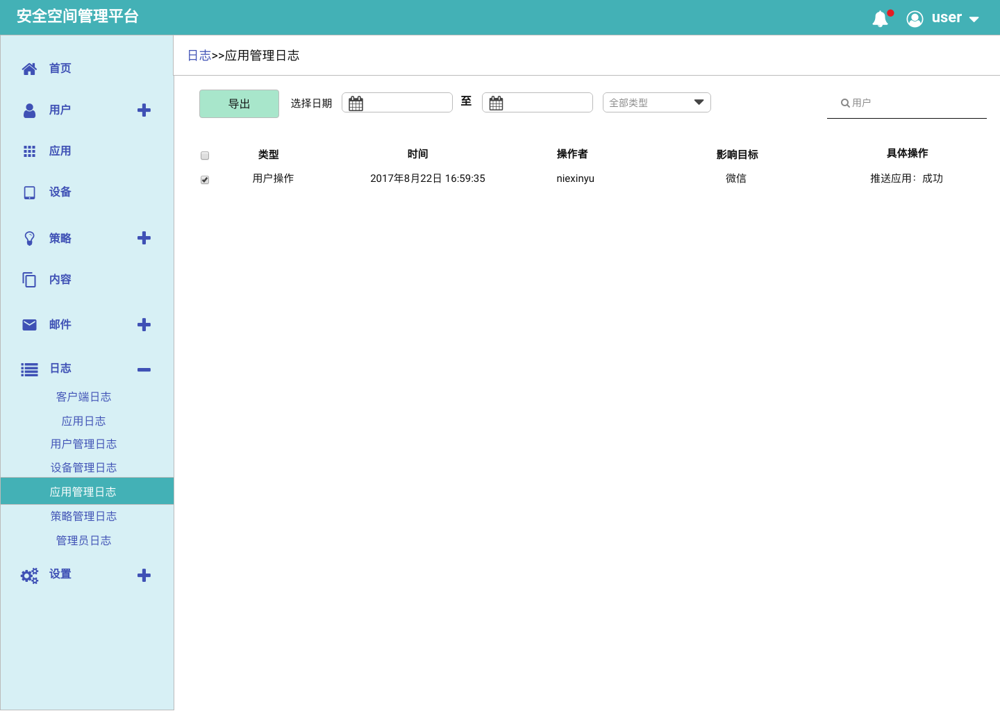 安全空间管理平台
user
首页
用户
应用
设备
策略
内容
邮件
日志
客户端日志
应用日志
用户管理日志
设备管理日志
应用管理日志
策略管理日志
管理员日志
设置
日志>>应用管理日志
导出 选择日期 至 全部类型 用户
类型 时间 操作者 影响目标 具体操作
用户操作 2017年8月22日 16:59:35 niexinyu 微信 推送应用：成功